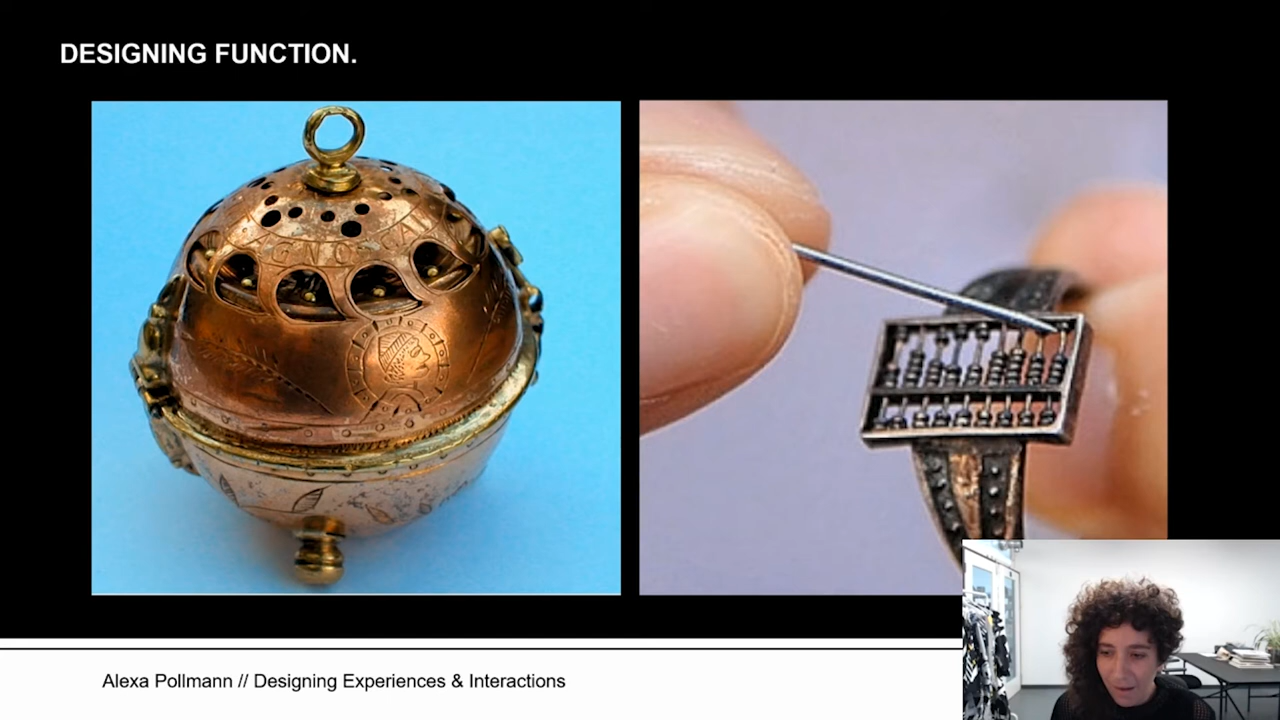 DESIGNING FUNCTION.
Alexa Pollmann // Designing Experiences & Interactions